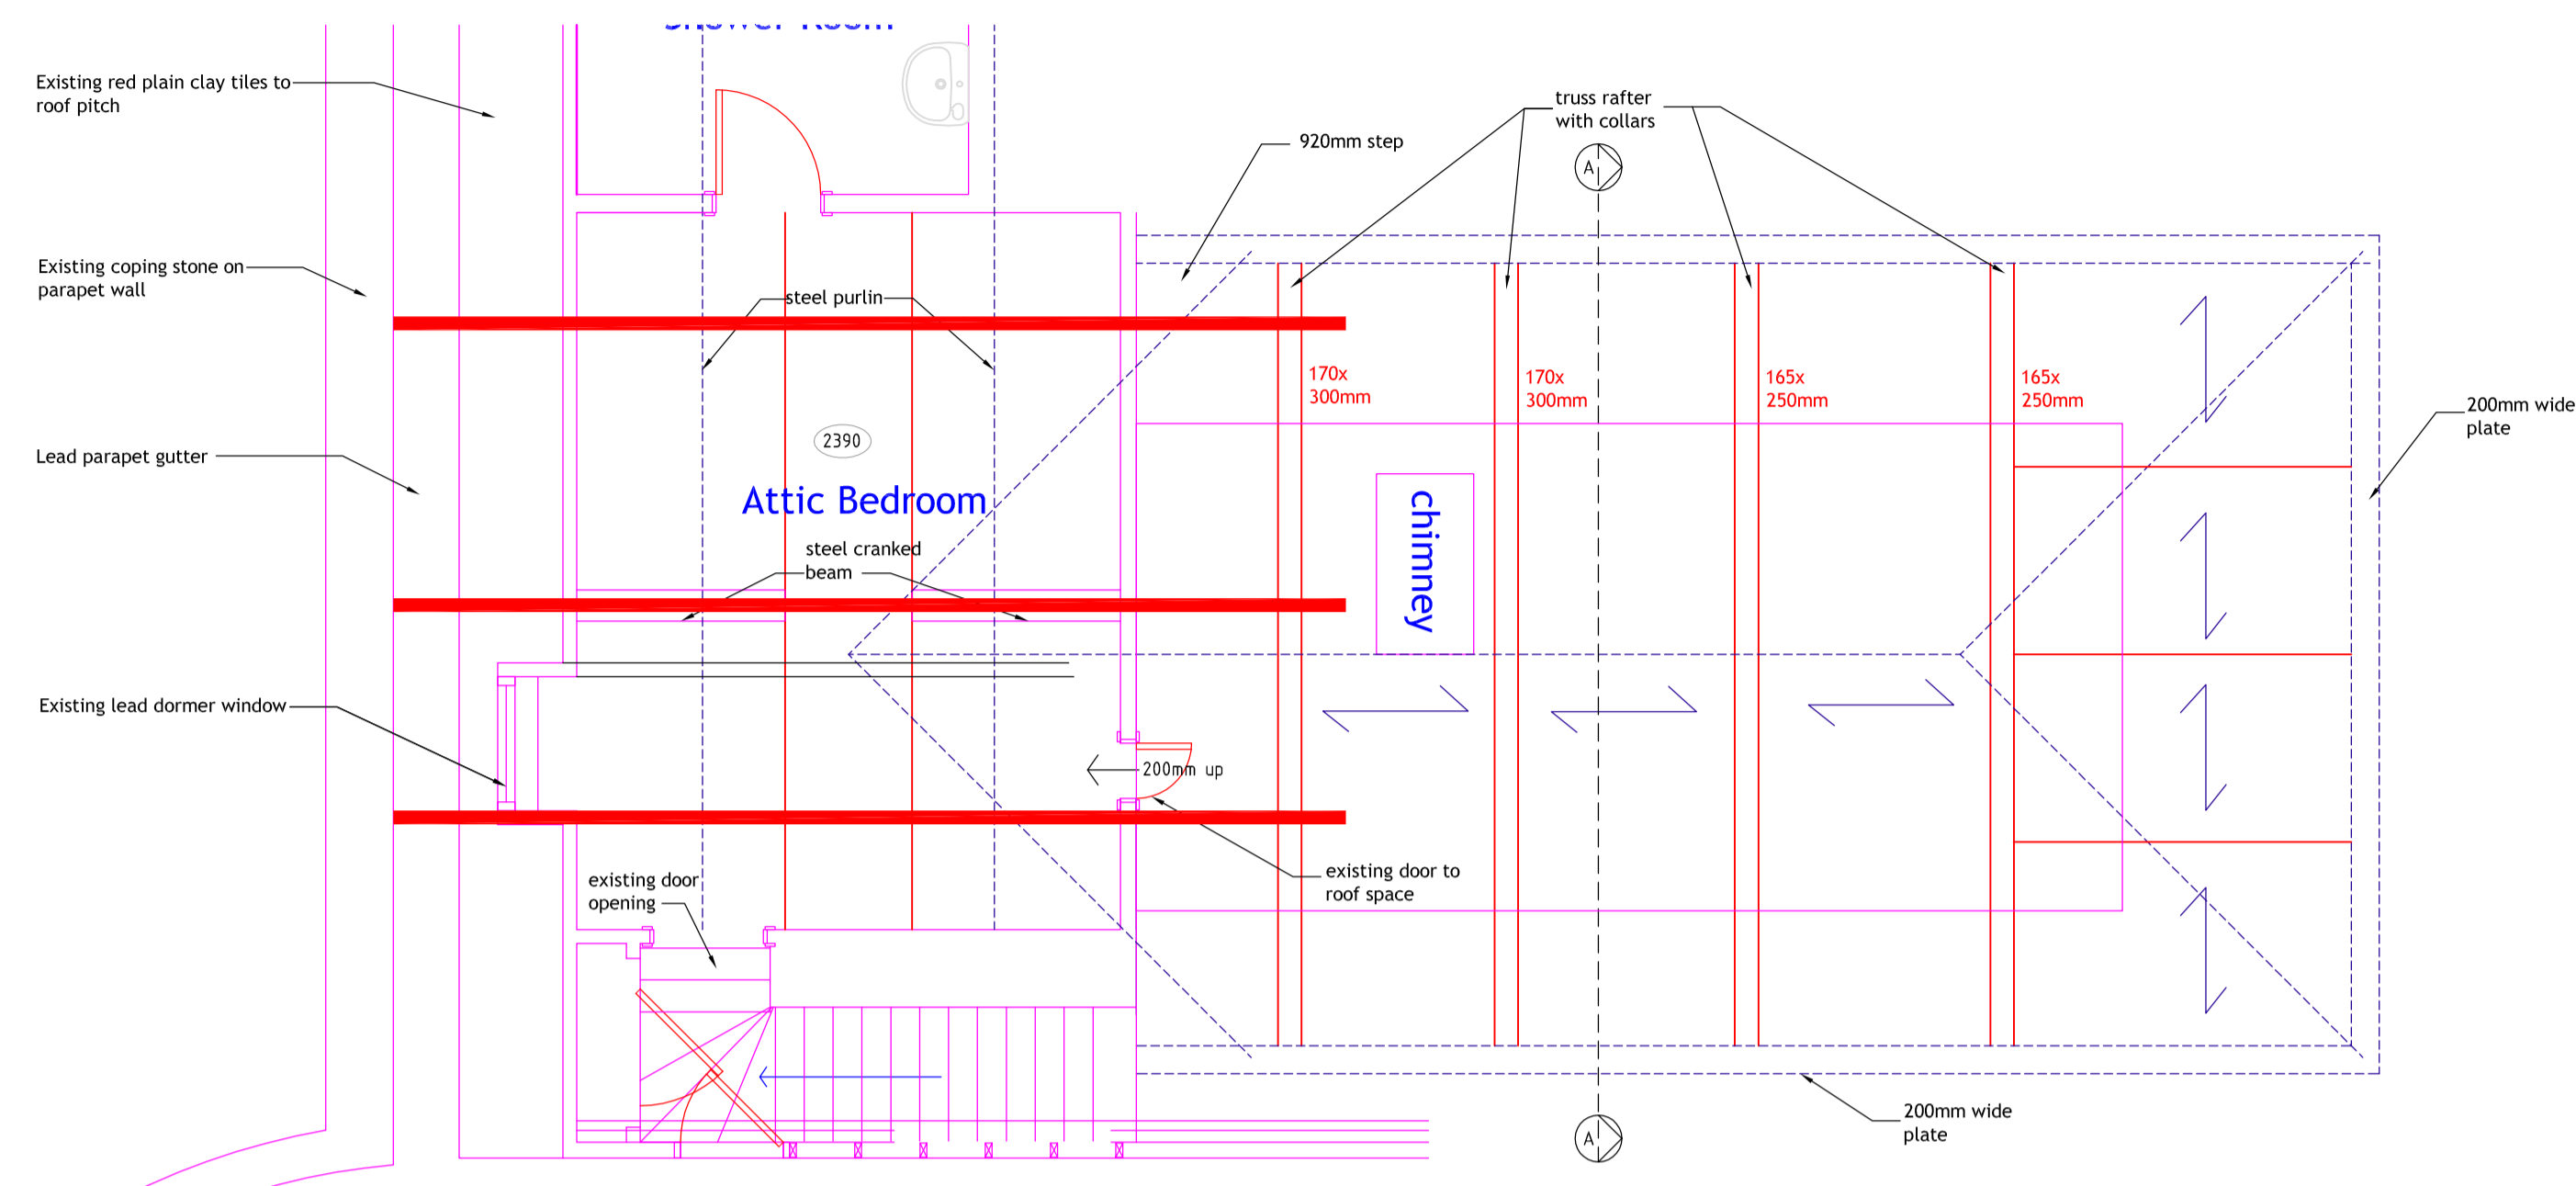 Shower Room
Existing red plain clay tiles to
roof pitch
truss rafter
with collars
920mm step
A
Existing coping stone on
parapet wall
steel purlin
170x
300mm
170x
300mm
165x
250mm
165x
250mm
200mm wide
plate
2390
Lead parapet gutter
Attic Bedroom
chimney
steel cranked
beam
Existing lead dormer window
200mm up
existing door to
roof space
existing door
opening
200mm wide
plate
A